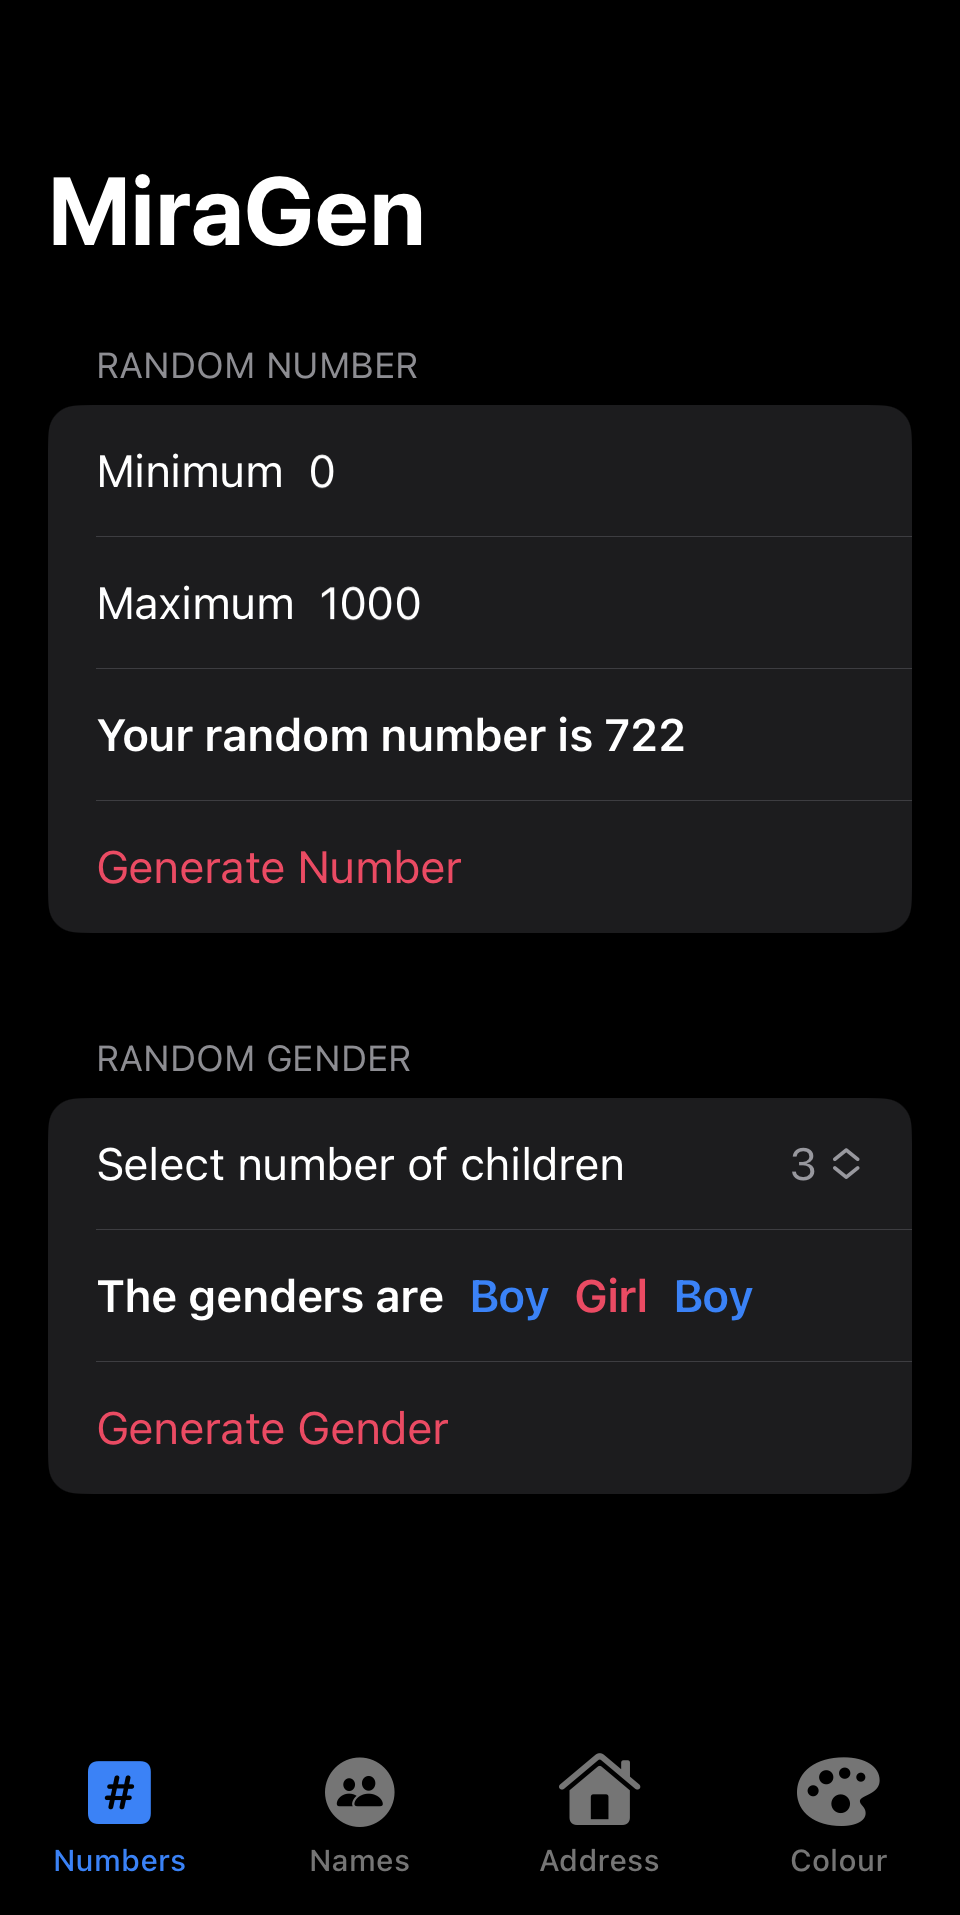 MiraGen
RANDOM NUMBER
Minimum 0
Maximum 1000
Your random number is 722
Generate Number
RANDOM GENDER
Select number of children 3
The genders are Boy Girl Boy
Generate Gender
#
Numbers Names Address Colour